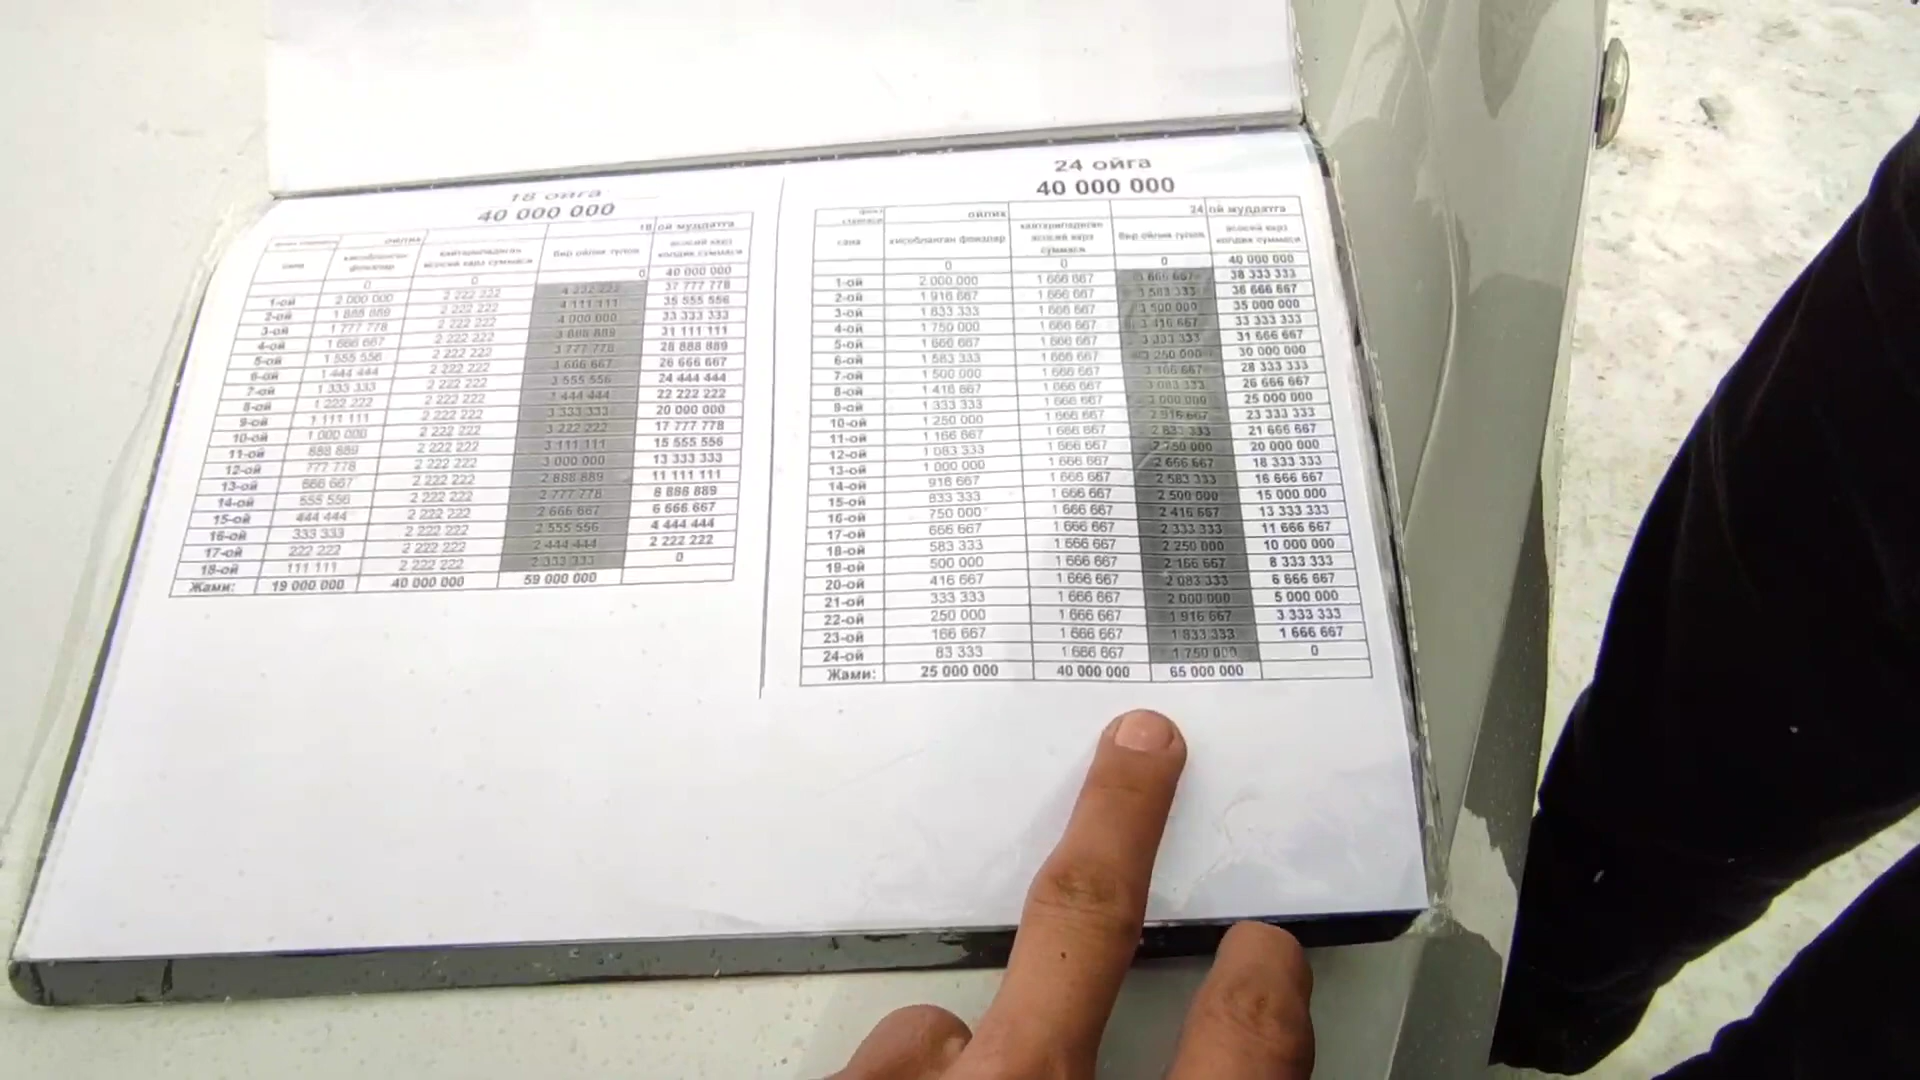 18 ойга
40 000 000
ойлик 18 ой муддатга
сана хисобланган фоизлар кайтариладиган асосий карз суммаси Бир ойлик тулов асосий карз колдик суммаси
0 0 0 40 000 000
1-ой 2 000 000 2 222 222 4 222 222 37 777 778
2-ой 1 888 889 2 222 222 4 111 111 35 555 556
3-ой 1 777 778 2 222 222 4 000 000 33 333 333
4-ой 1 666 667 2 222 222 3 888 889 31 111 111
5-ой 1 555 556 2 222 222 3 777 778 28 888 889
6-ой 1 444 444 2 222 222 3 666 667 26 666 667
7-ой 1 333 333 2 222 222 3 555 556 24 444 444
8-ой 1 222 222 2 222 222 3 444 444 22 222 222
9-ой 1 111 111 2 222 222 3 333 333 20 000 000
10-ой 1 000 000 2 222 222 3 222 222 17 777 778
11-ой 888 889 2 222 222 3 111 111 15 555 556
12-ой 777 778 2 222 222 3 000 000 13 333 333
13-ой 666 667 2 222 222 2 888 889 11 111 111
14-ой 555 556 2 222 222 2 777 778 8 888 889
15-ой 444 444 2 222 222 2 666 667 6 666 667
16-ой 333 333 2 222 222 2 555 556 4 444 444
17-ой 222 222 2 222 222 2 444 444 2 222 222
18-ой 111 111 2 222 222 2 333 333 0
Жами: 19 000 000 40 000 000 59 000 000
24 ойга
40 000 000
ойлик 24 ой муддатга
сана хисобланган фоизлар кайтариладиган асосий карз суммаси Бир ойлик тулов асосий карз колдик суммаси
0 0 0 40 000 000
1-ой 2 000 000 1 666 667 3 666 667 38 333 333
2-ой 1 916 667 1 666 667 3 583 333 36 666 667
3-ой 1 833 333 1 666 667 3 500 000 35 000 000
4-ой 1 750 000 1 666 667 3 416 667 33 333 333
5-ой 1 666 667 1 666 667 3 333 333 31 666 667
6-ой 1 583 333 1 666 667 3 250 000 30 000 000
7-ой 1 500 000 1 666 667 3 166 667 28 333 333
8-ой 1 416 667 1 666 667 3 083 333 26 666 667
9-ой 1 333 333 1 666 667 3 000 000 25 000 000
10-ой 1 250 000 1 666 667 2 916 667 23 333 333
11-ой 1 166 667 1 666 667 2 833 333 21 666 667
12-ой 1 083 333 1 666 667 2 750 000 20 000 000
13-ой 1 000 000 1 666 667 2 666 667 18 333 333
14-ой 916 667 1 666 667 2 583 333 16 666 667
15-ой 833 333 1 666 667 2 500 000 15 000 000
16-ой 750 000 1 666 667 2 416 667 13 333 333
17-ой 666 667 1 666 667 2 333 333 11 666 667
18-ой 583 333 1 666 667 2 250 000 10 000 000
19-ой 500 000 1 666 667 2 166 667 8 333 333
20-ой 416 667 1 666 667 2 083 333 6 666 667
21-ой 333 333 1 666 667 2 000 000 5 000 000
22-ой 250 000 1 666 667 1 916 667 3 333 333
23-ой 166 667 1 666 667 1 833 333 1 666 667
24-ой 83 333 1 666 667 1 750 000 0
Жами: 25 000 000 40 000 000 65 000 000